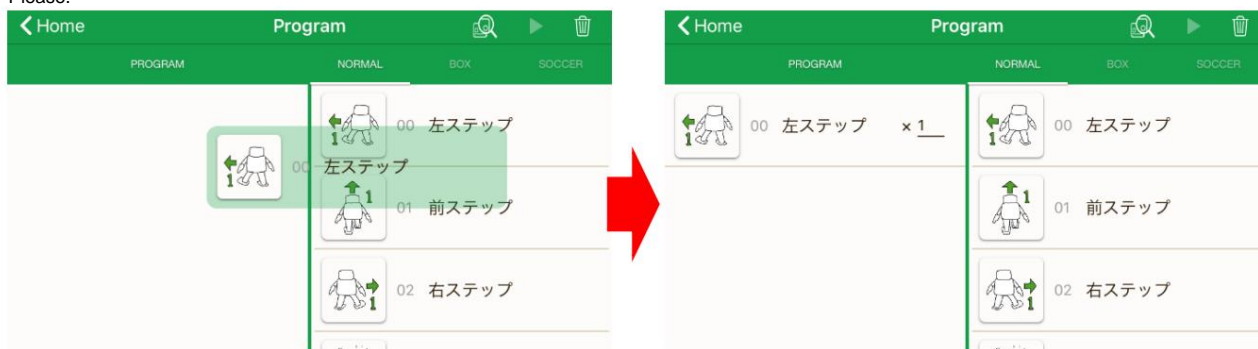 Please.
Home Program
PROGRAM NORMAL BOX SOCCER
00 左ステップ
00 左ステップ
01 前ステップ
02 右ステップ
Home Program
PROGRAM NORMAL BOX SOCCER
00 左ステップ ×1
00 左ステップ
01 前ステップ
02 右ステップ